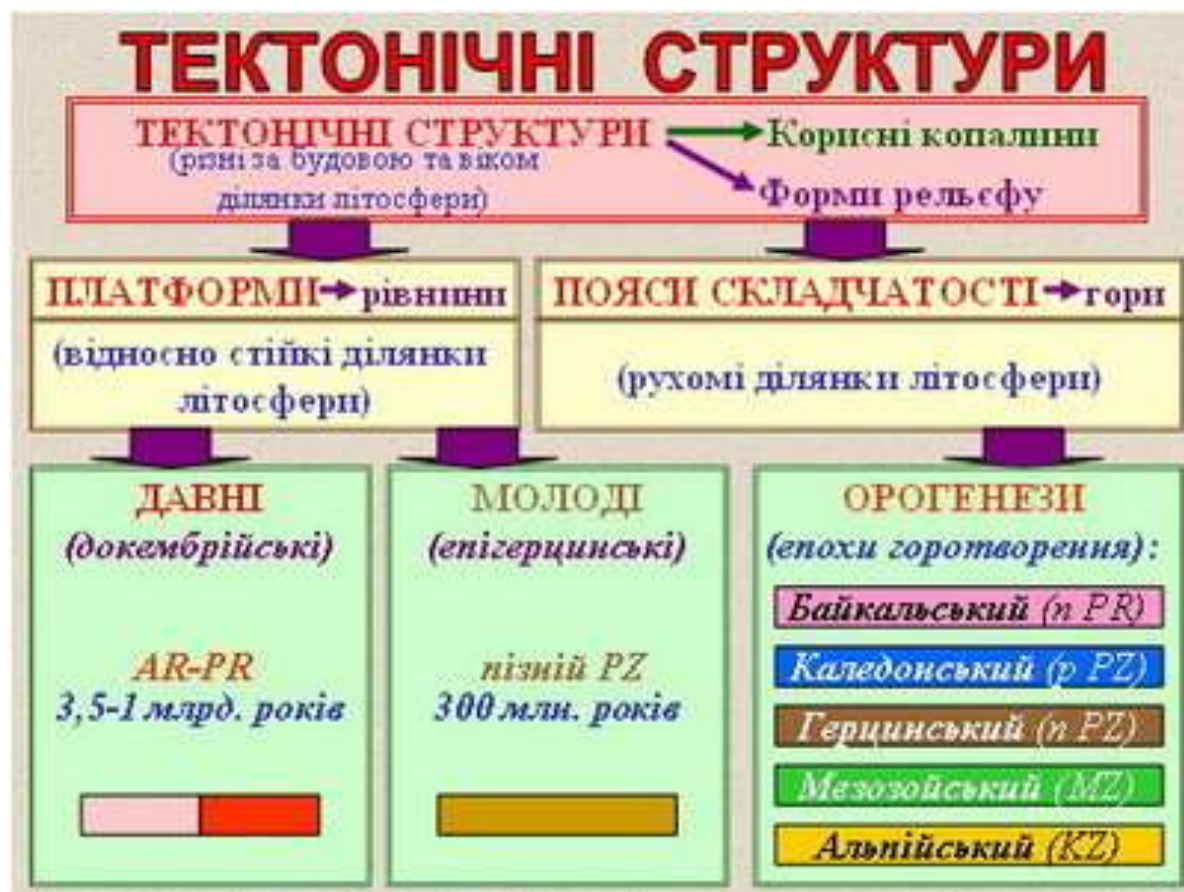 ТЕКТОНІЧНІ СТРУКТУРИ
ТЕКТОНІЧНІ СТРУКТУРИ
(різні за будовою та віком
ділянки літосфери)
Корисні копалини
Форми рельєфу
ПЛАТФОРМИ рівнини
(відносно стійкі ділянки
літосфери)
ПОЯСИ СКЛАДЧАТОСТІ гори
(рухомі ділянки літосфери)
ДАВНІ
(докембрійські)
AR-PR
3,5-1 млрд. років
МОЛОДІ
(епігерцинські)
пізній PZ
300 млн. років
ОРОГЕНЕЗИ
(епохи горотворення):
Байкальський (п PR)
Каледонський (р PZ)
Герцинський (п PZ)
Мезозойський (MZ)
Альпійський (KZ)